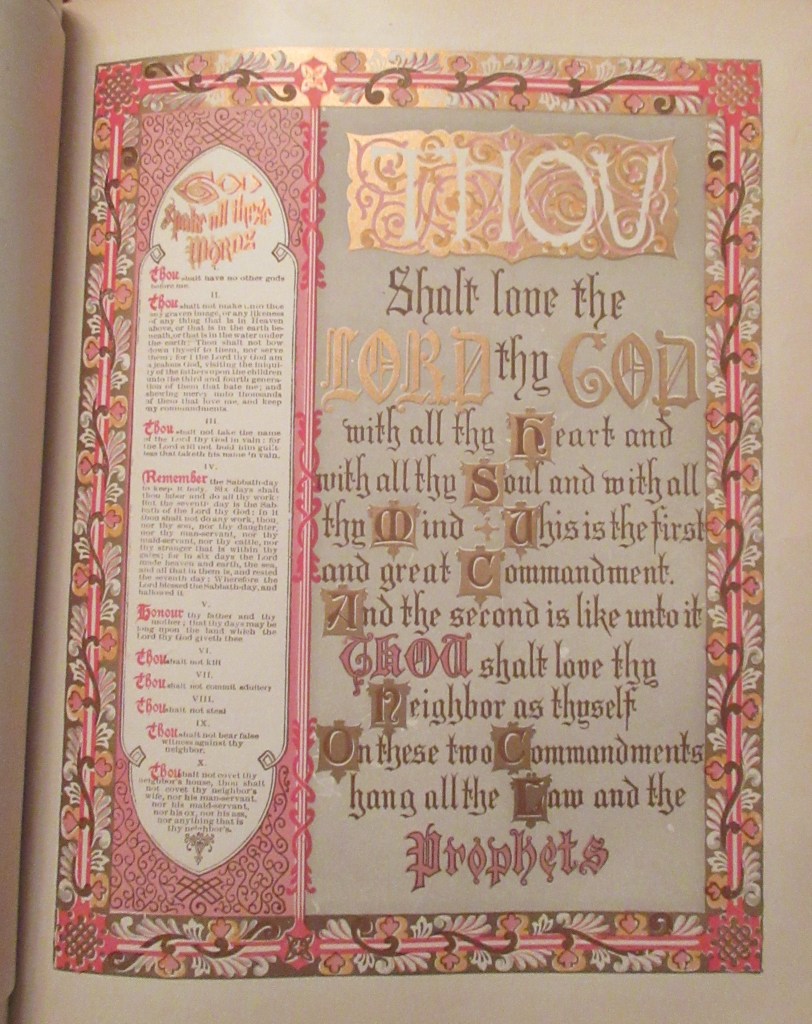 GOD
Spake all these
WORDS
Thou shalt have no other gods
before me.
II.
Thou shalt not make unto thee
any graven image, or any likeness
of any thing that is in Heaven
above, or that is in the earth be-
neath, or that is in the water under
the earth: Thou shalt not bow
down thyself to them, nor serve
them: for I the Lord thy God am
a jealous God, visiting the iniqui-
ty of the fathers upon the children
unto the third and fourth genera-
tion of them that hate me; and
shewing mercy unto thousands
of them that love me, and keep
my commandments.
III.
Thou shalt not take the name
of the Lord thy God in vain: for
the Lord will not hold him guilt-
less that taketh his name in vain.
IV.
Remember the Sabbath-day
to keep it holy. Six days shalt
thou labor and do all thy work:
But the seventh day is the Sab-
bath of the Lord thy God: in it
thou shalt not do any work, thou,
nor thy son, nor thy daughter,
nor thy man-servant, nor thy
maid-servant, nor thy cattle, nor
thy stranger that is within thy
gates; for in six days the Lord
made heaven and earth, the sea,
and all that in them is, and rested
the seventh day: Wherefore the
Lord blessed the Sabbath-day, and
hallowed it.
V.
Honour thy father and thy
mother; that thy days may be
long upon the land which the
Lord thy God giveth thee
VI.
Thou shalt not kill
VII.
Thou shalt not commit adultery
VIII.
Thou shalt not steal
IX.
Thou shalt not bear false
witness against thy
neighbor.
X.
Thou shalt not covet thy
neighbor's house, thou shalt
not covet thy neighbor's
wife, nor his man-servant,
nor his maid-servant,
nor his ox, nor his ass,
nor anything that is
thy neighbor's.
THOU
Shalt love the
LORD thy GOD
with all thy Heart and
with all thy Soul and with all
thy Mind This is the first
and great Commandment.
And the second is like unto it
THOU shalt love thy
Neighbor as thyself
On these two Commandments
hang all the Law and the
Prophets